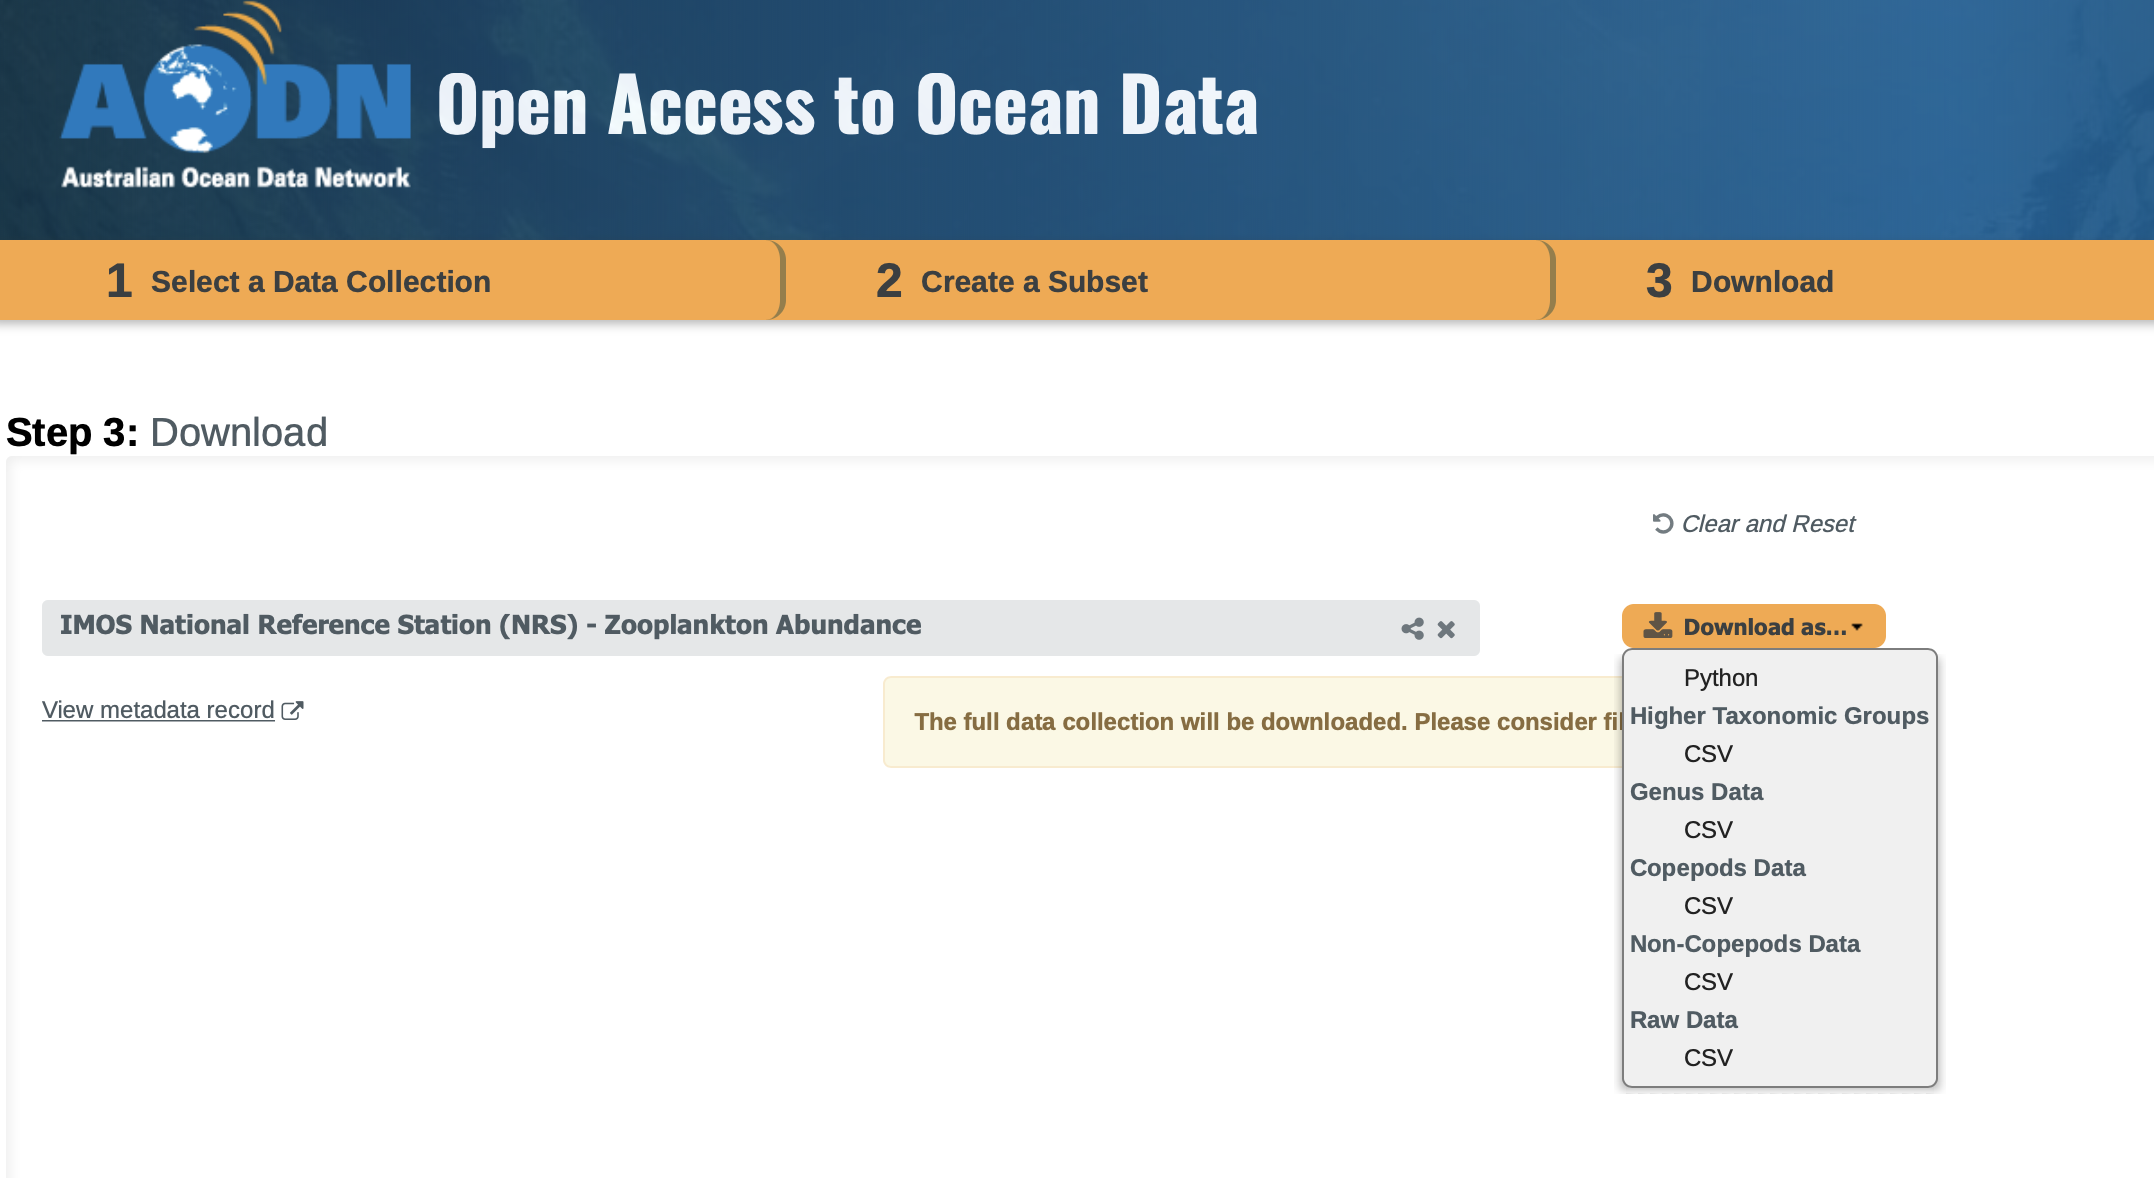 AODN
Australian Ocean Data Network
Open Access to Ocean Data
1 Select a Data Collection
2 Create a Subset
3 Download
Step 3: Download
Clear and Reset
IMOS National Reference Station (NRS) - Zooplankton Abundance
Download as...
View metadata record
The full data collection will be downloaded. Please consider
Python
Higher Taxonomic Groups
CSV
Genus Data
CSV
Copepods Data
CSV
Non-Copepods Data
CSV
Raw Data
CSV